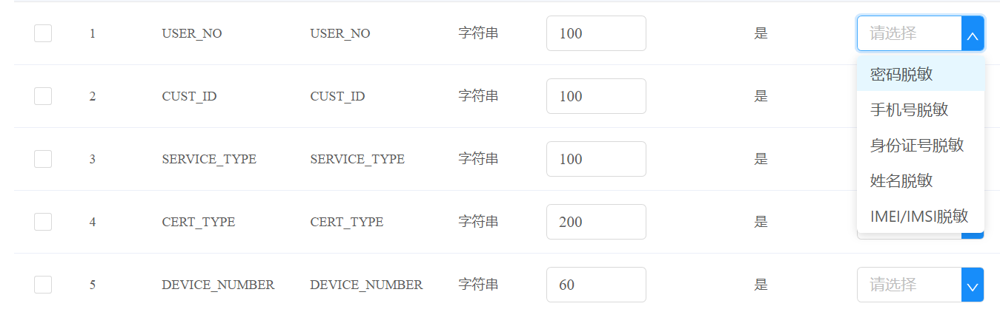 1 USER_NO USER_NO 字符串 100 是 请选择
密码脱敏
2 CUST_ID CUST_ID 字符串 100 是
手机号脱敏
身份证号脱敏
3 SERVICE_TYPE SERVICE_TYPE 字符串 100 是
姓名脱敏
4 CERT_TYPE CERT_TYPE 字符串 200 是
IMEI/IMSI脱敏
5 DEVICE_NUMBER DEVICE_NUMBER 字符串 60 是 请选择